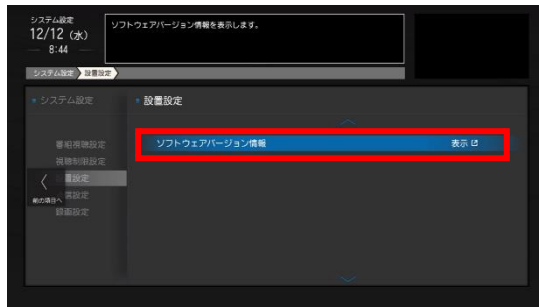 システム設定
12/12 (水)
8:44
ソフトウェアバージョン情報を表示します。
システム設定 設置設定
システム設定
設置設定
番組視聴設定
視聴制限設定
設置設定
録画設定
前の項目へ
ソフトウェアバージョン情報 表示